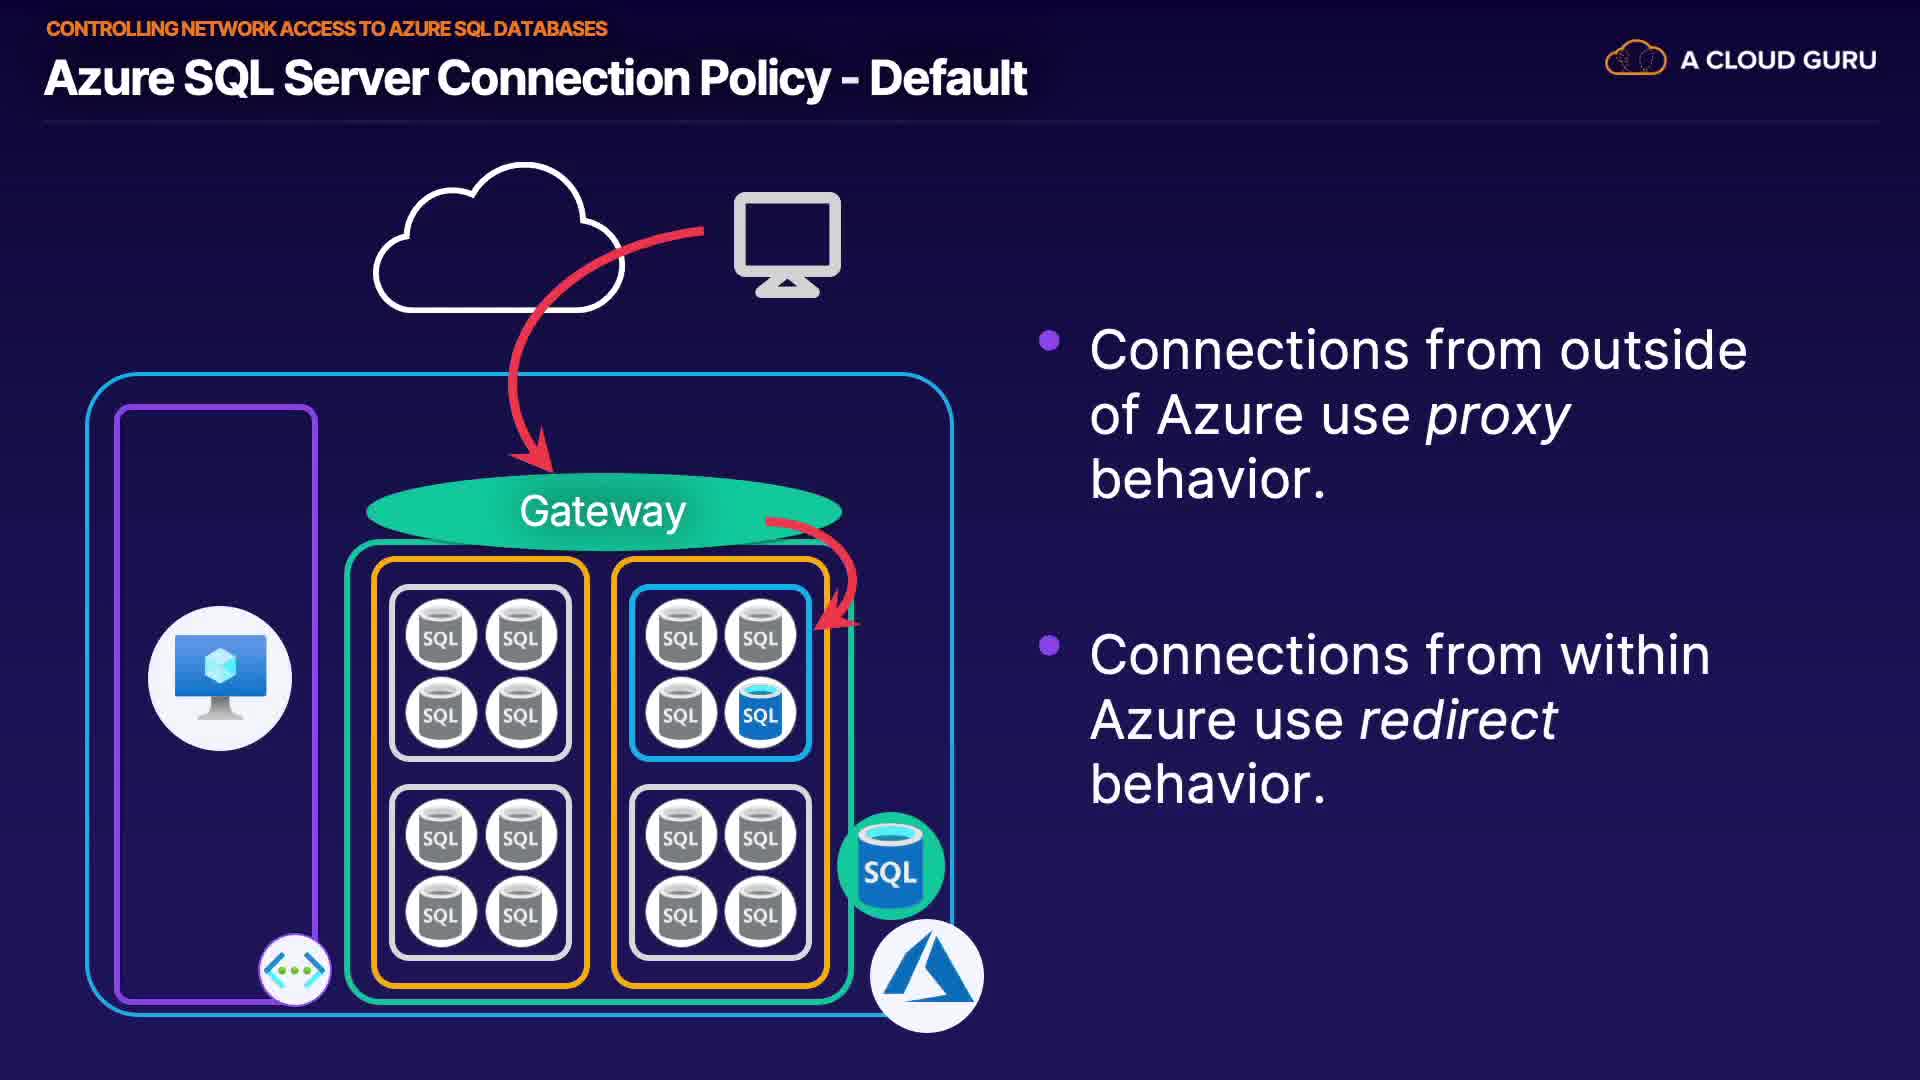 CONTROLLING NETWORK ACCESS TO AZURE SQL DATABASES
Azure SQL Server Connection Policy - Default
A CLOUD GURU
Connections from outside
of Azure use proxy
behavior.
Connections from within
Azure use redirect
behavior.
Gateway
SQL SQL SQL SQL
SQL SQL SQL SQL
SQL SQL SQL SQL
SQL
SQL SQL SQL SQL